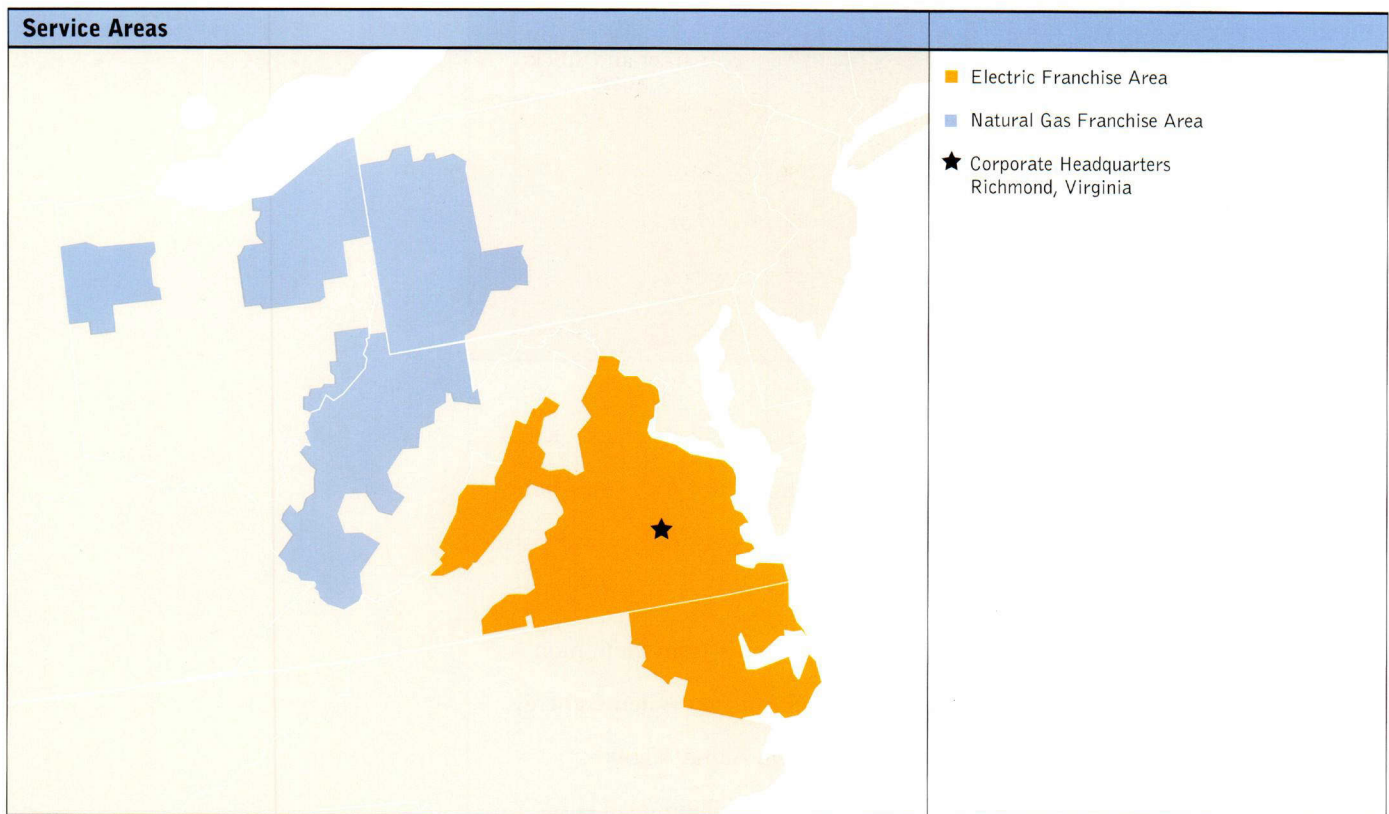 Service Areas
Electric Franchise Area
Natural Gas Franchise Area
Corporate Headquarters
Richmond, Virginia